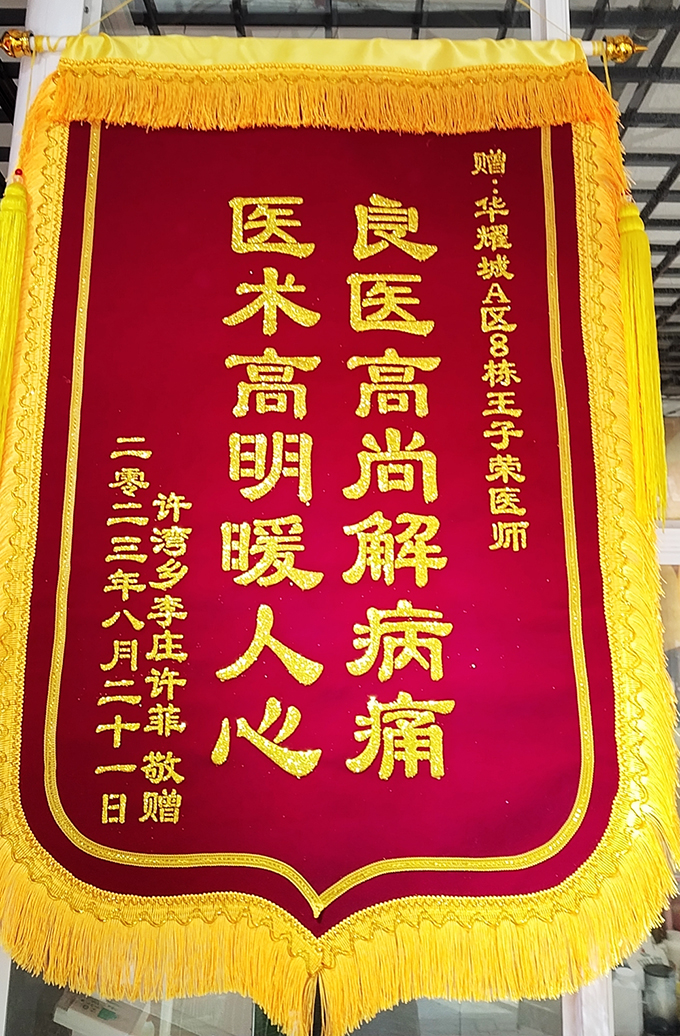 赠:华耀城A区8栋王子荣医师
良医高尚解病痛
医术高明暖人心
许湾乡李庄许菲 敬赠
二零二三年八月二十一日